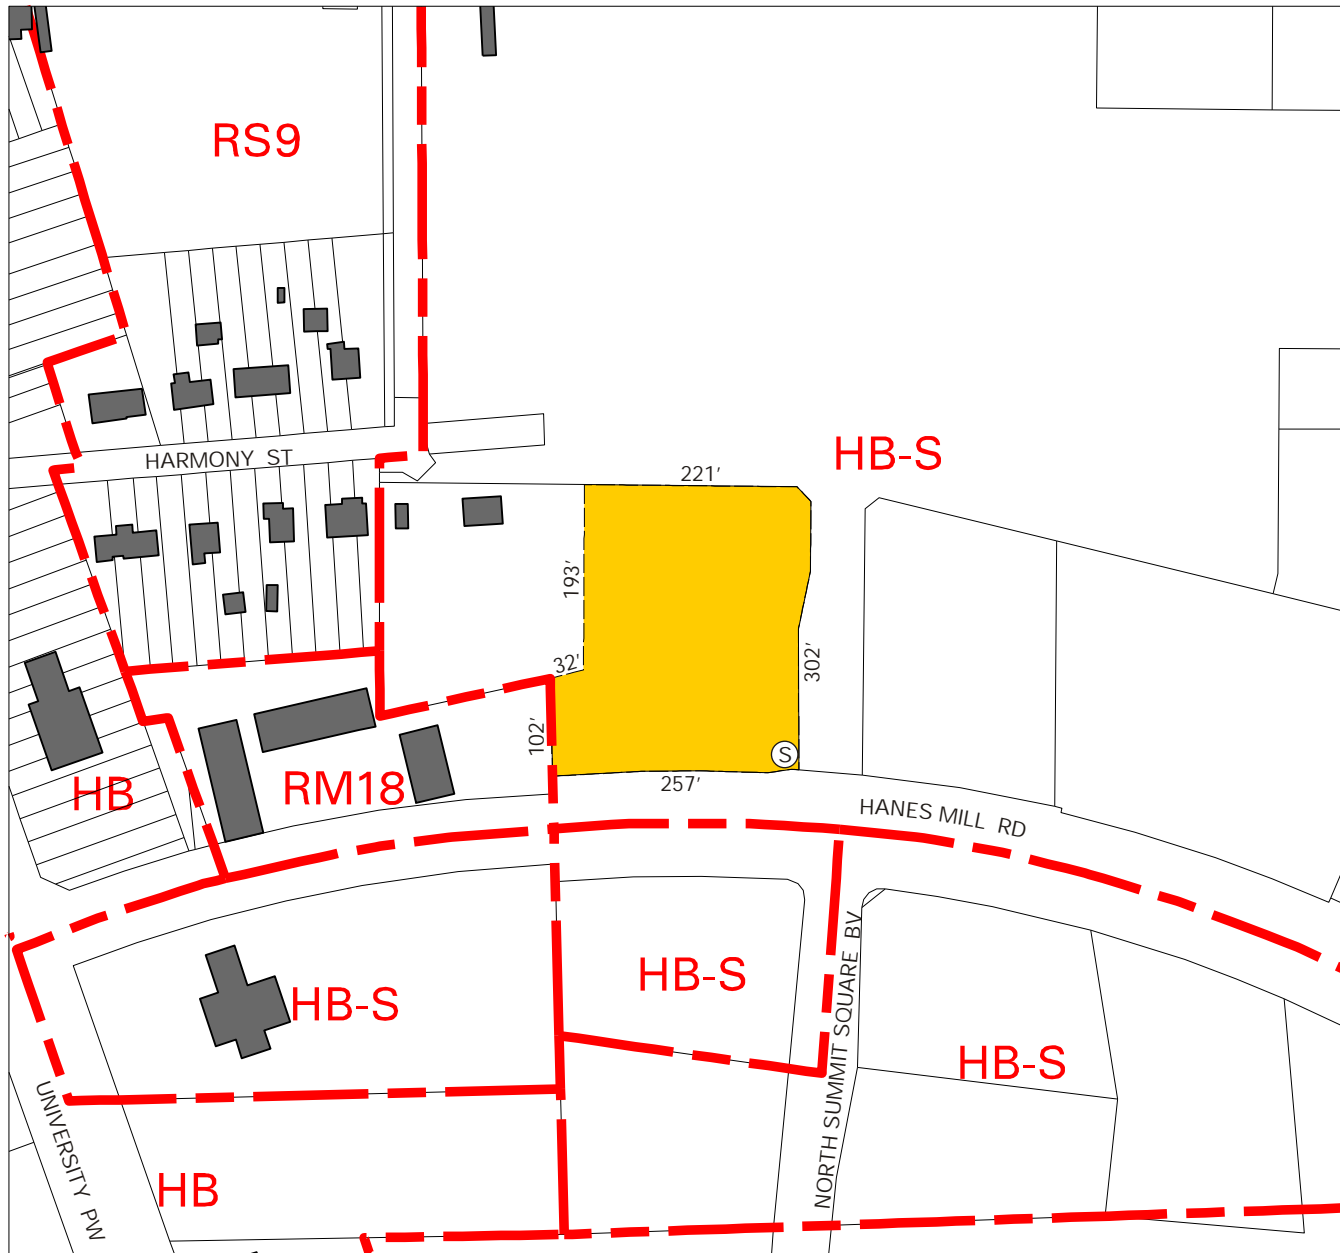 RS9
HB-S
HARMONY ST
221'
193'
32'
302'
102'
S
257'
HB
RM18
HANES MILL RD
HB-S
HB-S
HB-S
NORTH SUMMIT SQUARE BV
UNIVERSITY PW
HB